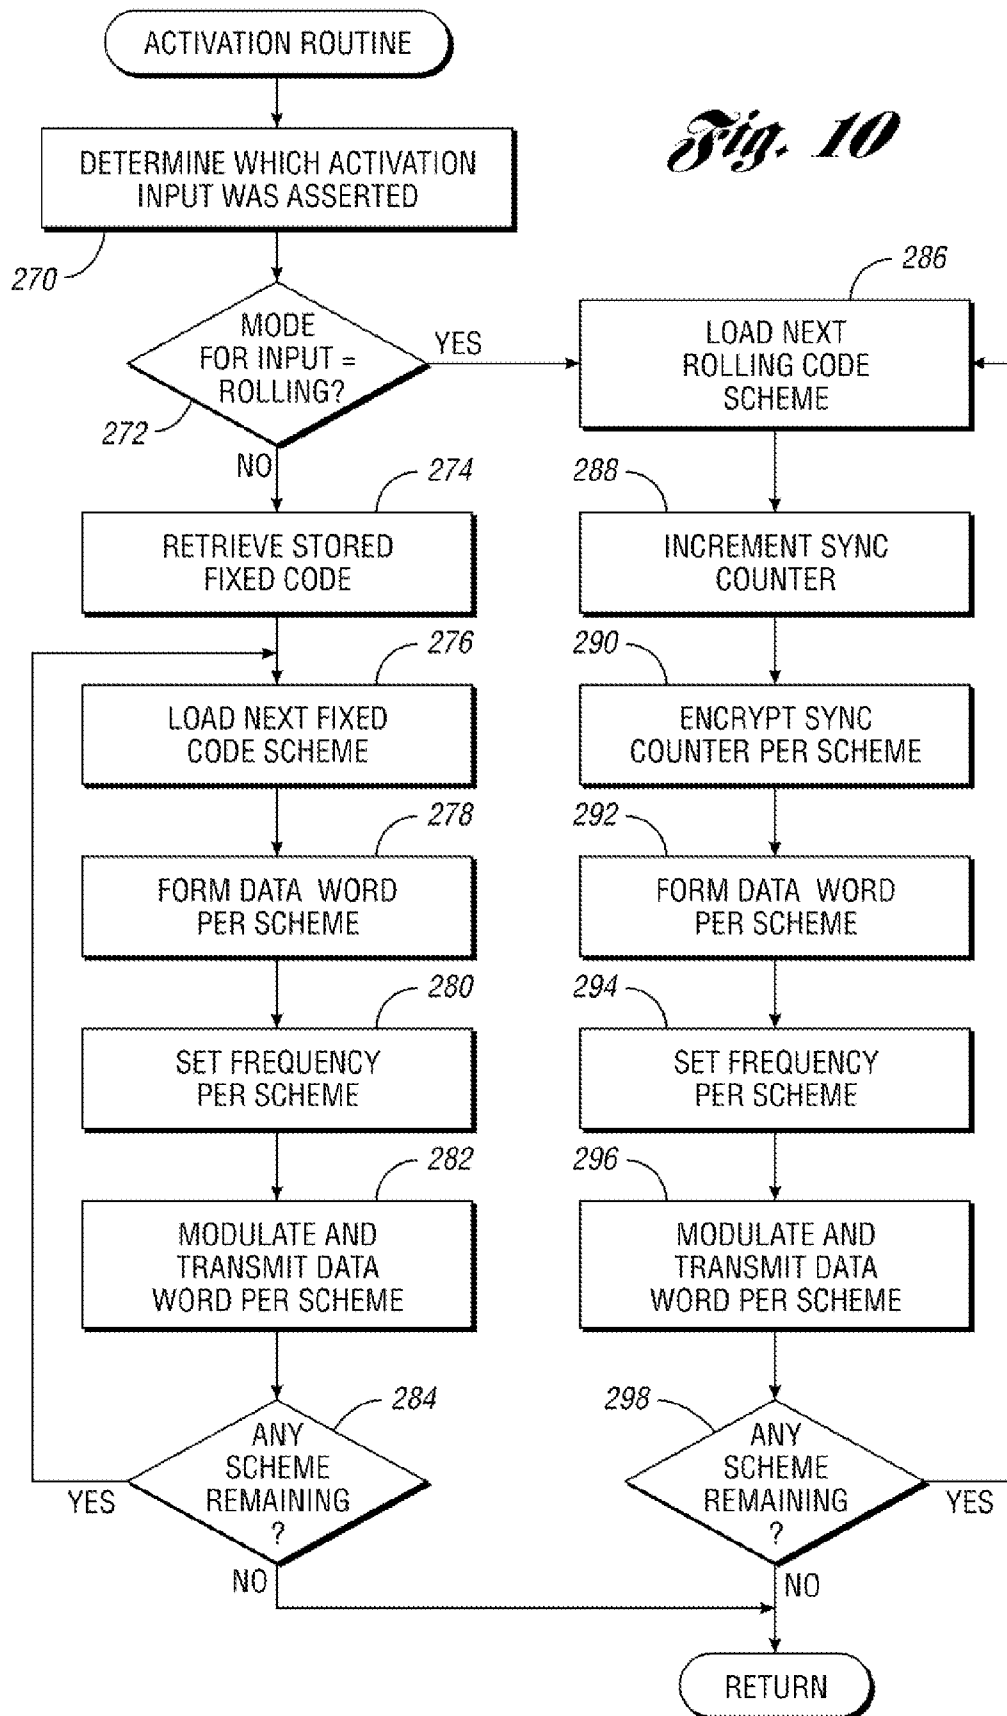 ACTIVATION ROUTINE
Fig. 10
DETERMINE WHICH ACTIVATION
INPUT WAS ASSERTED
270
MODE
FOR INPUT =
ROLLING?
272
YES
NO
274
RETRIEVE STORED
FIXED CODE
276
LOAD NEXT FIXED
CODE SCHEME
278
FORM DATA WORD
PER SCHEME
280
SET FREQUENCY
PER SCHEME
282
MODULATE AND
TRANSMIT DATA
WORD PER SCHEME
284
ANY
SCHEME
REMAINING
?
YES
NO
286
LOAD NEXT
ROLLING CODE
SCHEME
288
INCREMENT SYNC
COUNTER
290
ENCRYPT SYNC
COUNTER PER SCHEME
292
FORM DATA WORD
PER SCHEME
294
SET FREQUENCY
PER SCHEME
296
MODULATE AND
TRANSMIT DATA
WORD PER SCHEME
298
ANY
SCHEME
REMAINING
?
YES
NO
RETURN